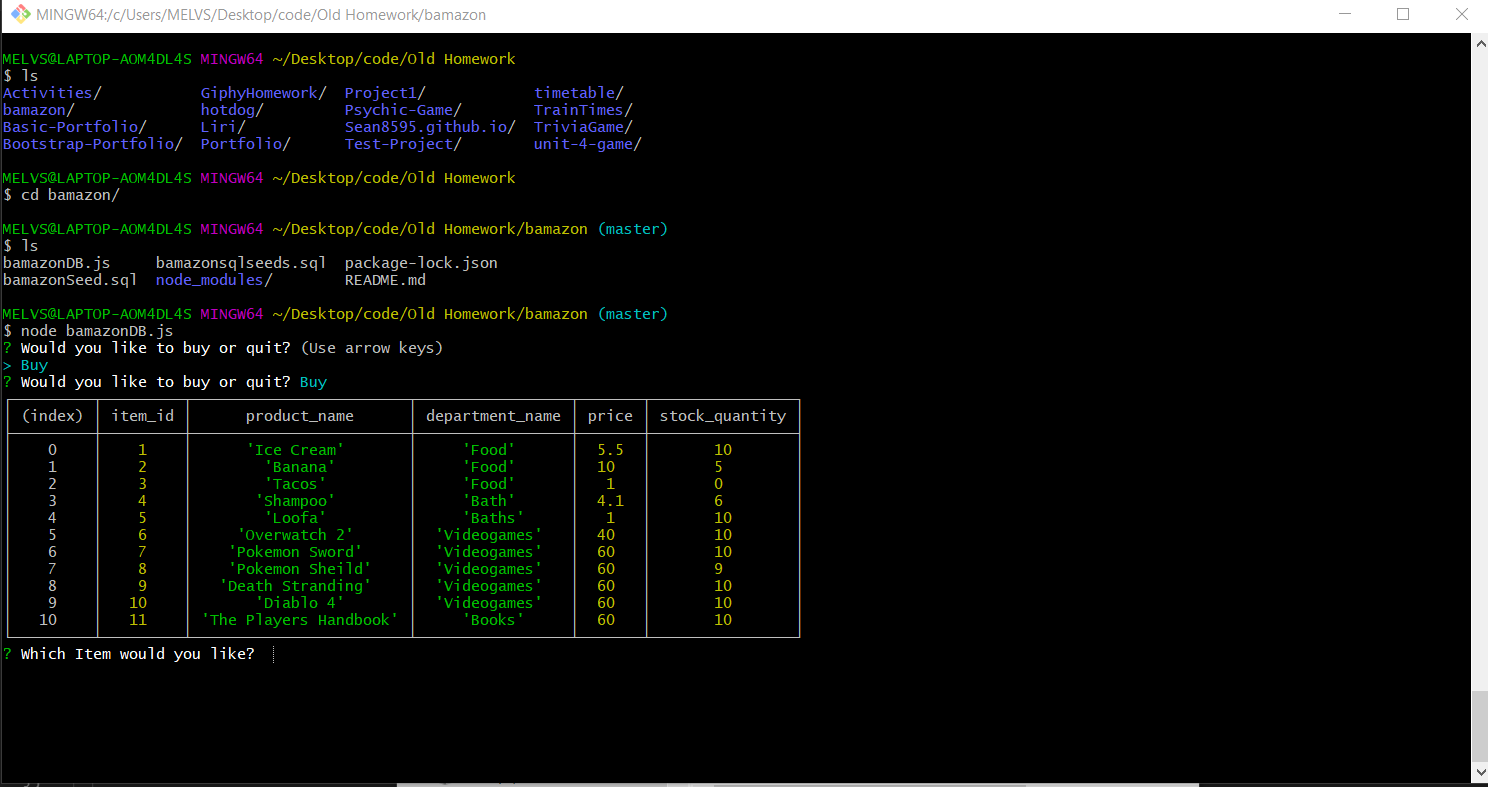 MINGW64:/c/Users/MELVS/Desktop/code/Old Homework/bamazon
MELVS@LAPTOP-AOM4DL4S MINGW64 ~/Desktop/code/Old Homework
$ ls
Activities/ GiphyHomework/ Project1/ timetable/
bamazon/ hotdog/ Psychic-Game/ TrainTimes/
Basic-Portfolio/ Liri/ Sean8595.github.io/ TriviaGame/
Bootstrap-Portfolio/ Portfolio/ Test-Project/ unit-4-game/
MELVS@LAPTOP-AOM4DL4S MINGW64 ~/Desktop/code/Old Homework
$ cd bamazon/
MELVS@LAPTOP-AOM4DL4S MINGW64 ~/Desktop/code/Old Homework/bamazon (master)
$ ls
bamazonDB.js bamazonsqlseeds.sql package-lock.json
bamazonSeed.sql node_modules/ README.md
MELVS@LAPTOP-AOM4DL4S MINGW64 ~/Desktop/code/Old Homework/bamazon (master)
$ node bamazonDB.js
? Would you like to buy or quit? (Use arrow keys)
> Buy
? Would you like to buy or quit? Buy
(index) item_id product_name department_name price stock_quantity
0 1 'Ice Cream' 'Food' 5.5 10
1 2 'Banana' 'Food' 10 5
2 3 'Tacos' 'Food' 1 0
3 4 'Shampoo' 'Bath' 4.1 6
4 5 'Loofa' 'Baths' 1 10
5 6 'Overwatch 2' 'Videogames' 40 10
6 7 'Pokemon Sword' 'Videogames' 60 10
7 8 'Pokemon Sheild' 'Videogames' 60 9
8 9 'Death Stranding' 'Videogames' 60 10
9 10 'Diablo 4' 'Videogames' 60 10
10 11 'The Players Handbook' 'Books' 60 10
? Which Item would you like?